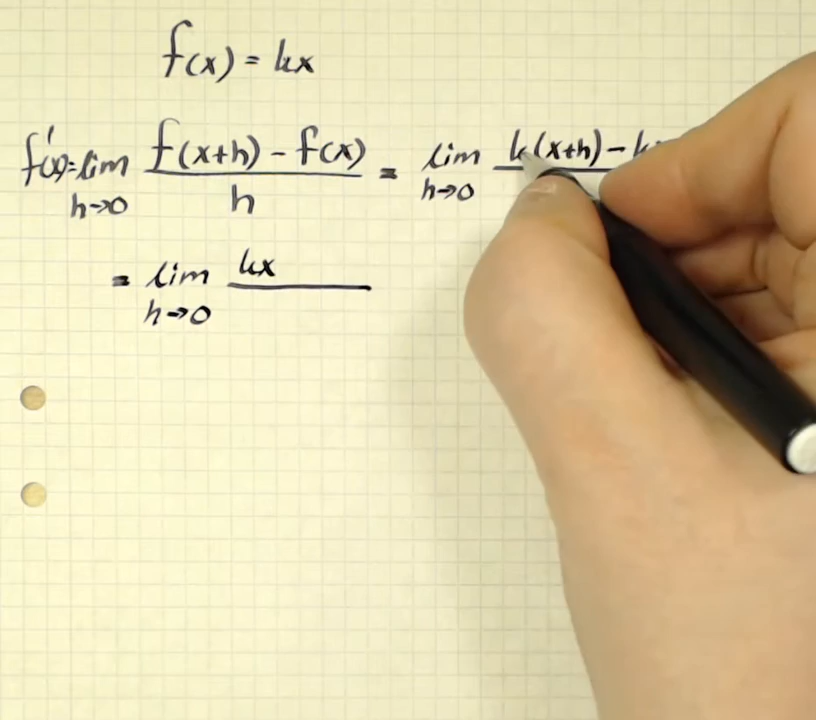 f(x) = kx
f'(x) = lim f(x+h) - f(x) = lim k(x+h) - k
h→0 h h→0
= lim kx
h→0